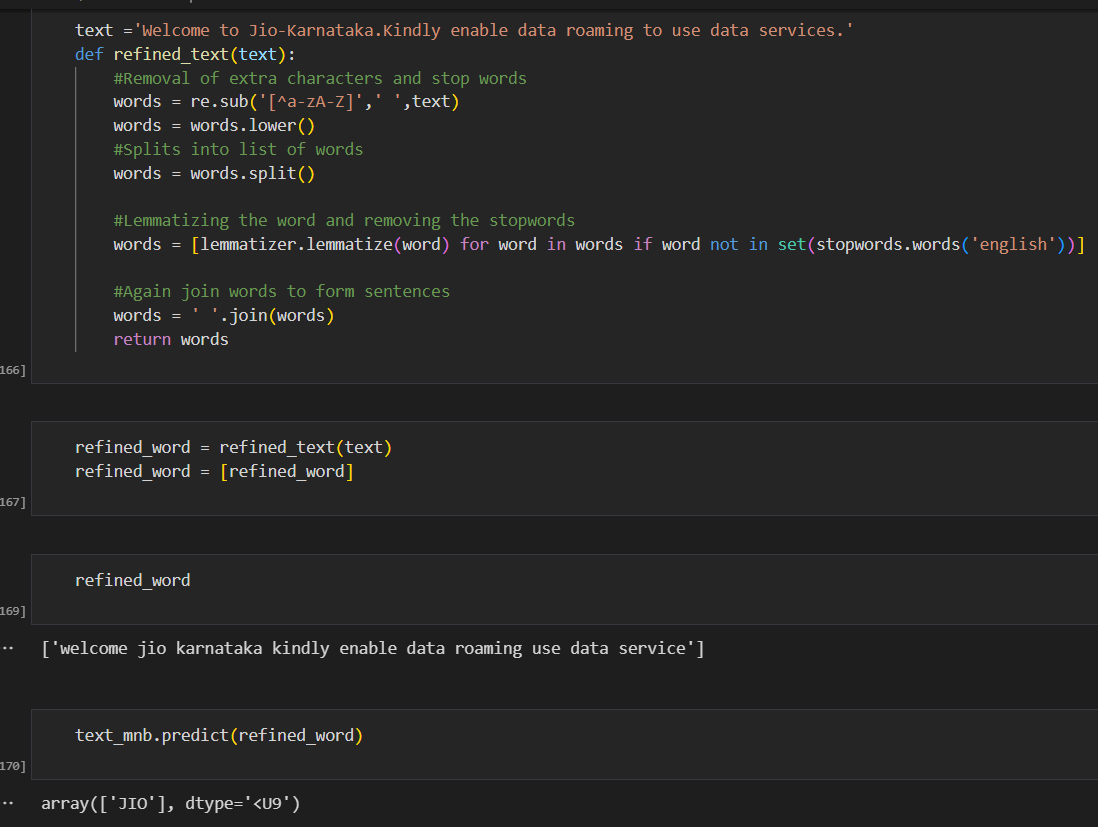 text ='Welcome to Jio-Karnataka.Kindly enable data roaming to use data services.'
def refined_text(text):
    #Removal of extra characters and stop words
    words = re.sub('[^a-zA-Z]',' ',text)
    words = words.lower()
    #Splits into list of words
    words = words.split()
    #Lemmatizing the word and removing the stopwords
    words = [lemmatizer.lemmatize(word) for word in words if word not in set(stopwords.words('english'))]
    #Again join words to form sentences
    words = ' '.join(words)
    return words
166]
refined_word = refined_text(text)
refined_word = [refined_word]
167]
refined_word
169]
['welcome jio karnataka kindly enable data roaming use data service']
text_mnb.predict(refined_word)
170]
array(['JIO'], dtype='<U9')